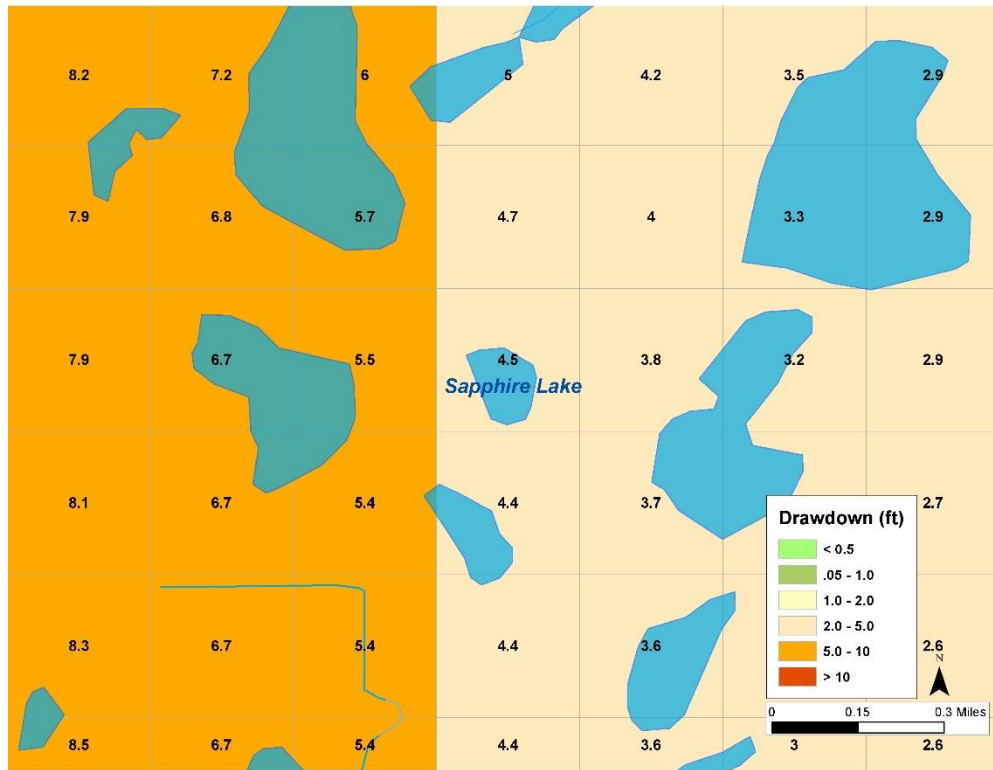 8.2 7.2 6 5 4.2 3.5 2.9
7.9 6.8 5.7 4.7 4 3.3 2.9
7.9 6.7 5.5 4.5 3.8 3.2 2.9
Sapphire Lake
8.1 6.7 5.4 4.4 3.7 2.7
Drawdown (ft)
< 0.5
.05 - 1.0
1.0 - 2.0
2.0 - 5.0
5.0 - 10
> 10
8.3 6.7 5.4 4.4 3.6 2.6
N
0 0.15 0.3 Miles
8.5 6.7 5.4 4.4 3.6 3 2.6